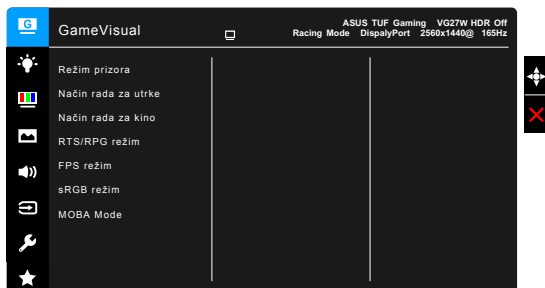 G
GameVisual
ASUS TUF Gaming VG27W HDR Off
Racing Mode DispalyPort 2560x1440@ 165Hz
Režim prizora
Način rada za utrke
Način rada za kino
RTS/RPG režim
FPS režim
sRGB režim
MOBA Mode